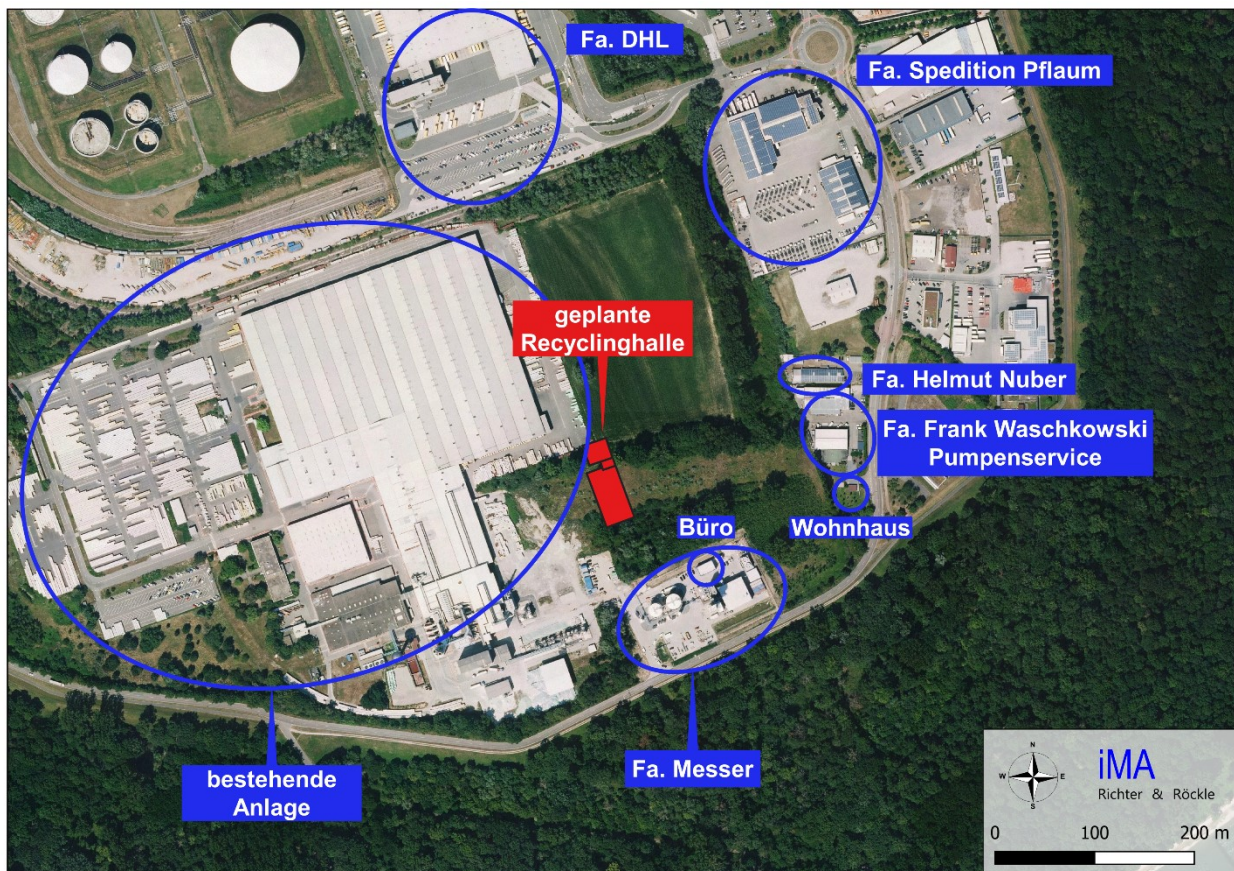 Fa. DHL
Fa. Spedition Pflaum
geplante
Recyclinghalle
Fa. Helmut Nuber
Fa. Frank Waschkowski
Pumpenservice
Büro
Wohnhaus
Fa. Messer
bestehende
Anlage
N
W
E
S
iMA
Richter & Röckle
0
100
200 m